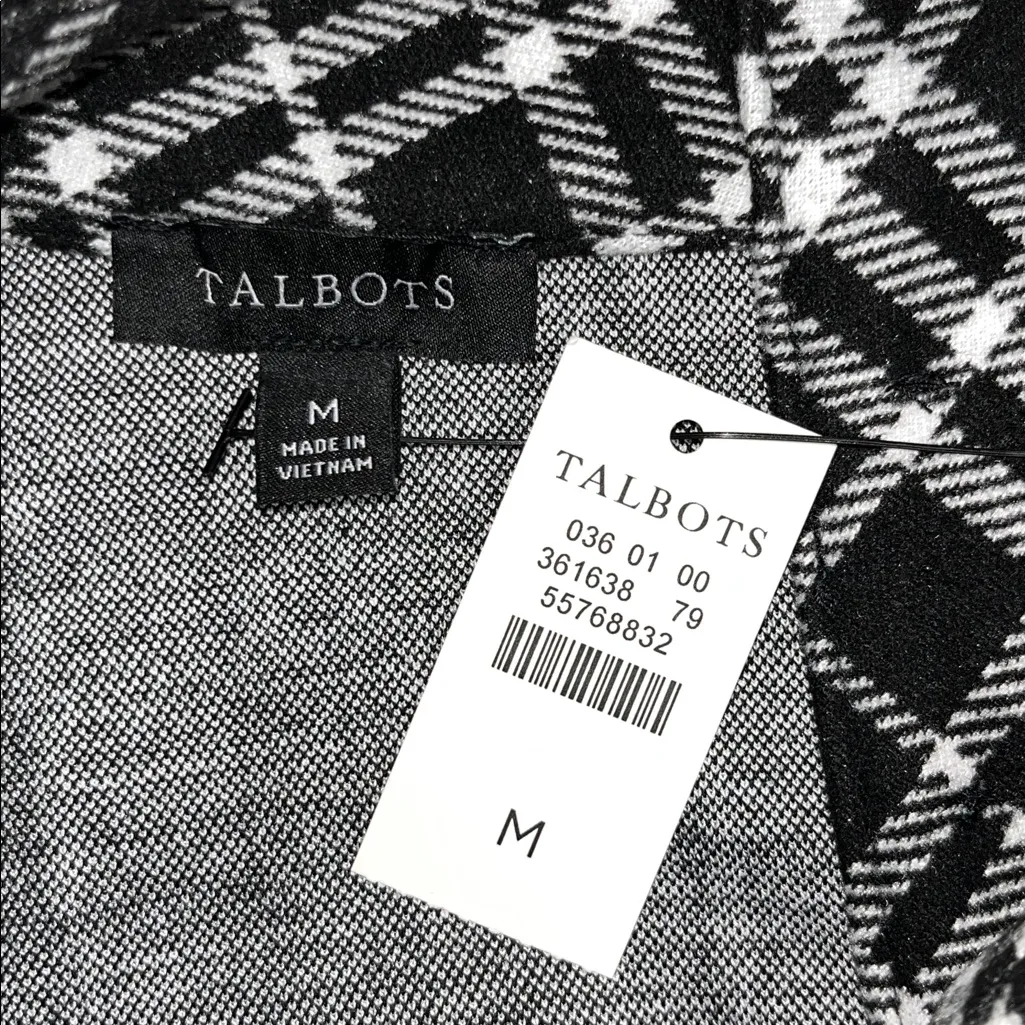 TALBOTS
M
MADE IN
VIETNAM
TALBOTS
036 01 00
361638 79
55768832
M